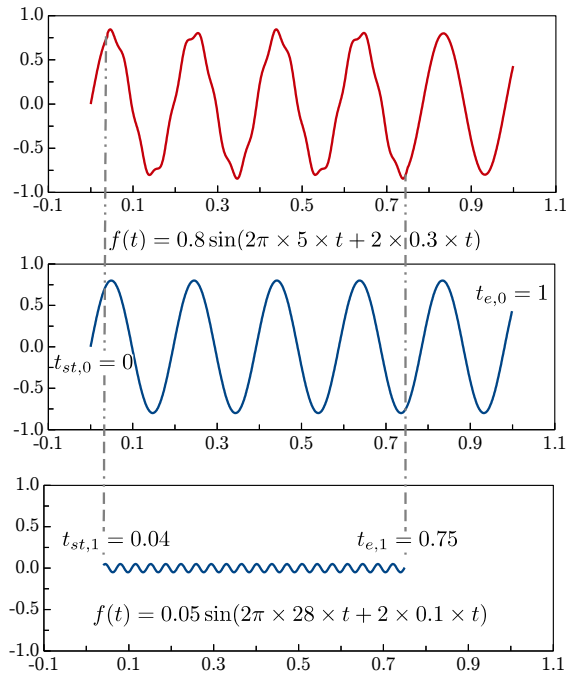 1.0
0.5
0.0
-0.5
-1.0
-0.1 0.1 0.3 0.5 0.7 0.9 1.1
f(t) = 0.8 sin(2π × 5 × t + 2 × 0.3 × t)
1.0
0.5
0.0
-0.5
-1.0
t_{e,0} = 1
t_{st,0} = 0
-0.1 0.1 0.3 0.5 0.7 0.9 1.1
1.0
0.5
0.0
-0.5
-1.0
t_{st,1} = 0.04
t_{e,1} = 0.75
f(t) = 0.05 sin(2π × 28 × t + 2 × 0.1 × t)
-0.1 0.1 0.3 0.5 0.7 0.9 1.1